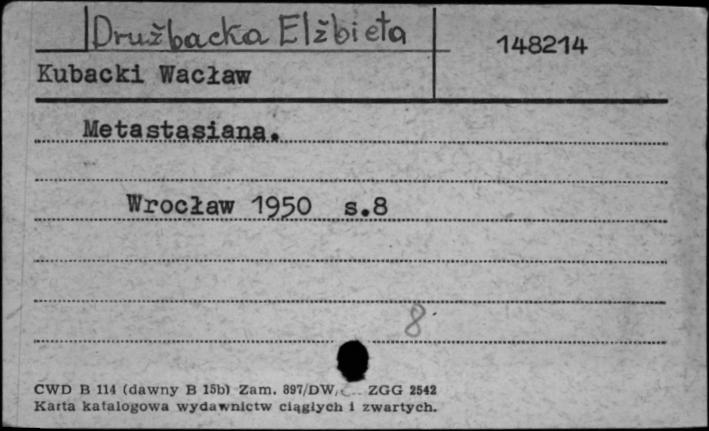 Drużbacka Elżbieta
148214
Kubacki Wacław
Metastasiana.
Wrocław 1950 s.8
8
CWD B 114 (dawny B 15b) Zam. 897/DW, ZGG 2542
Karta katalogowa wydawnictw ciągłych i zwartych.